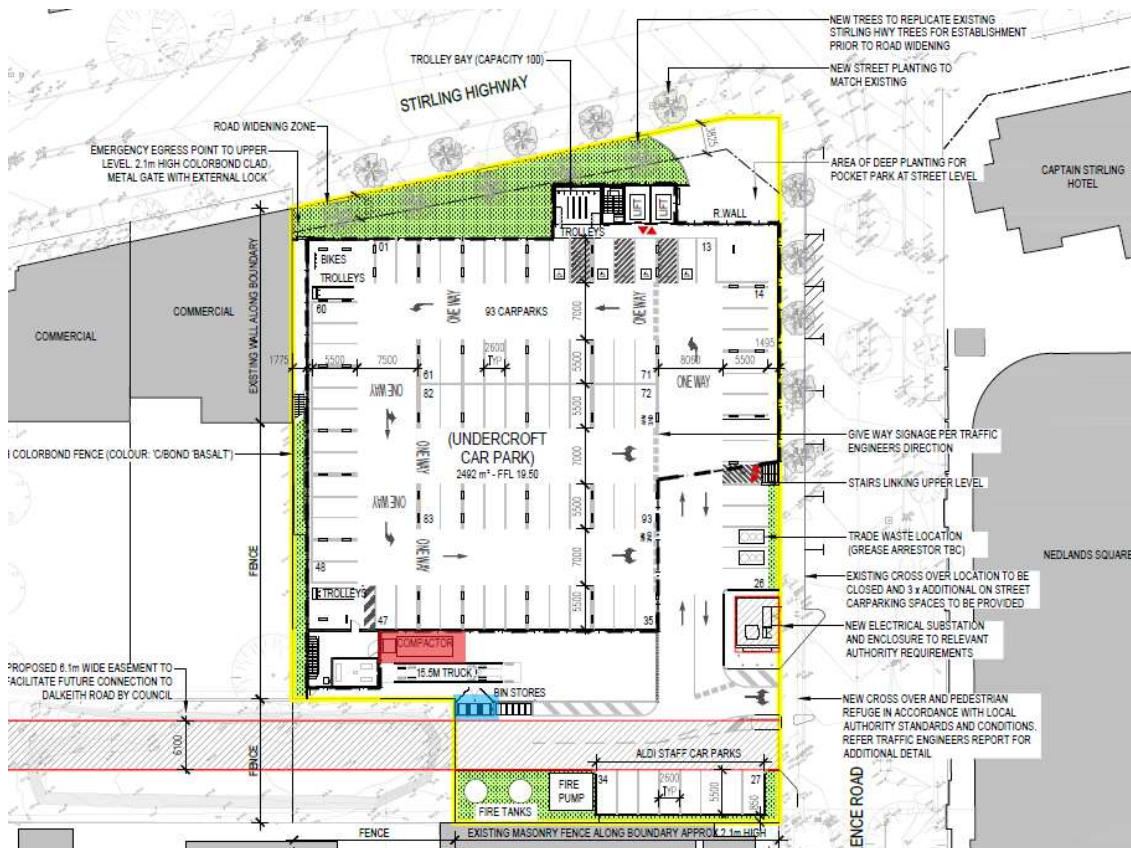 NEW TREES TO REPLICATE EXISTING
STIRLING HWY TREES FOR ESTABLISHMENT
PRIOR TO ROAD WIDENING
TROLLEY BAY (CAPACITY 100)
NEW STREET PLANTING TO
MATCH EXISTING
STIRLING HIGHWAY
ROAD WIDENING ZONE
3825
EMERGENCY EGRESS POINT TO UPPER
LEVEL. 2.1m HIGH COLORBOND CLAD
METAL GATE WITH EXTERNAL LOCK
AREA OF DEEP PLANTING FOR
POCKET PARK AT STREET LEVEL
CAPTAIN STIRLING
HOTEL
LIFT
LIFT
R.WALL
TROLLEYS
01
13
BIKES
TROLLEYS
60
14
ONE WAY
93 CARPARKS
7000
ONE WAY
COMMERCIAL
COMMERCIAL
EXISTING WALL ALONG BOUNDARY
1775
5500
7500
2600
TYP
5500
8060
5500
1495
61
82
71
72
ONE WAY
ONE WAY
5500
(UNDERCROFT
CAR PARK)
2492 m² - FFL 19.50
ONE WAY
7000
GIVE WAY SIGNAGE PER TRAFFIC
ENGINEERS DIRECTION
COLORBOND FENCE (COLOUR: 'C/BOND 'BASALT')
STAIRS LINKING UPPER LEVEL
ONE WAY
83
5500
93
ONE WAY
7000
TRADE WASTE LOCATION
(GREASE ARRESTOR TBC)
NEDLANDS SQUARE
FENCE
48
26
EXISTING CROSS OVER LOCATION TO BE
CLOSED AND 3 x ADDITIONAL ON STREET
CARPARKING SPACES TO BE PROVIDED
TROLLEYS
5500
47
35
NEW ELECTRICAL SUBSTATION
AND ENCLOSURE TO RELEVANT
AUTHORITY REQUIREMENTS
COMPACTOR
15.5M TRUCK
PROPOSED 6.1m WIDE EASEMENT TO
FACILITATE FUTURE CONNECTION TO
DALKEITH ROAD BY COUNCIL
BIN STORES
NEW CROSS OVER AND PEDESTRIAN
REFUGE IN ACCORDANCE WITH LOCAL
AUTHORITY STANDARDS AND CONDITIONS.
REFER TRAFFIC ENGINEERS REPORT FOR
ADDITIONAL DETAIL
6100
FENCE
ALDI STAFF CAR PARKS
34
2600
TYP
27
5500
850
FIRE
PUMP
FIRE TANKS
FENCE
EXISTING MASONRY FENCE ALONG BOUNDARY APPROX 2.1m HIGH
ENCE ROAD